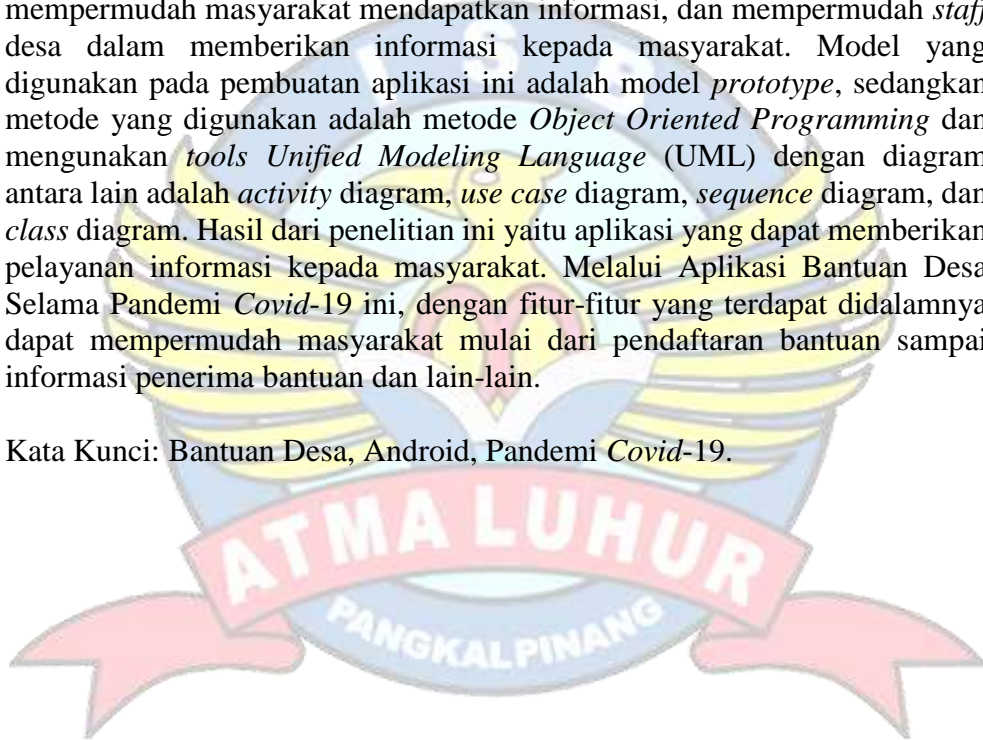 mempermudah masyarakat mendapatkan informasi, dan mempermudah staff
desa dalam memberikan informasi kepada masyarakat. Model yang
digunakan pada pembuatan aplikasi ini adalah model prototype, sedangkan
metode yang digunakan adalah metode Object Oriented Programming dan
mengunakan tools Unified Modeling Language (UML) dengan diagram
antara lain adalah activity diagram, use case diagram, sequence diagram, dan
class diagram. Hasil dari penelitian ini yaitu aplikasi yang dapat memberikan
pelayanan informasi kepada masyarakat. Melalui Aplikasi Bantuan Desa
Selama Pandemi Covid-19 ini, dengan fitur-fitur yang terdapat didalamnya
dapat mempermudah masyarakat mulai dari pendaftaran bantuan sampai
informasi penerima bantuan dan lain-lain.
Kata Kunci: Bantuan Desa, Android, Pandemi Covid-19.
I S B
ATMA LUHUR
PANGKALPINANG